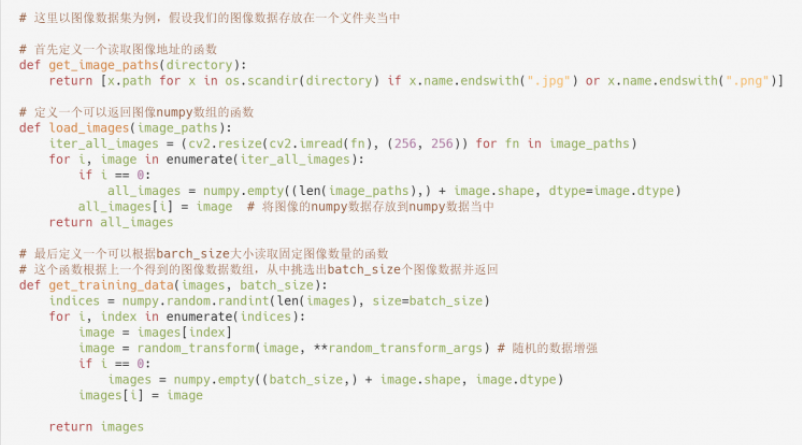 # 这里以图像数据集为例，假设我们的图像数据存放在一个文件夹当中
# 首先定义一个读取图像地址的函数
def get_image_paths(directory):
    return [x.path for x in os.scandir(directory) if x.name.endswith(".jpg") or x.name.endswith(".png")]
# 定义一个可以返回图像numpy数组的函数
def load_images(image_paths):
    iter_all_images = (cv2.resize(cv2.imread(fn), (256, 256)) for fn in image_paths)
    for i, image in enumerate(iter_all_images):
        if i == 0:
            all_images = numpy.empty((len(image_paths),) + image.shape, dtype=image.dtype)
        all_images[i] = image  # 将图像的numpy数据存放到numpy数据当中
    return all_images
# 最后定义一个可以根据barch_size大小读取固定图像数量的函数
# 这个函数根据上一个得到的图像数据数组，从中挑选出batch_size个图像数据并返回
def get_training_data(images, batch_size):
    indices = numpy.random.randint(len(images), size=batch_size)
    for i, index in enumerate(indices):
        image = images[index]
        image = random_transform(image, **random_transform_args) # 随机的数据增强
        if i == 0:
            images = numpy.empty((batch_size,) + image.shape, image.dtype)
        images[i] = image
    return images